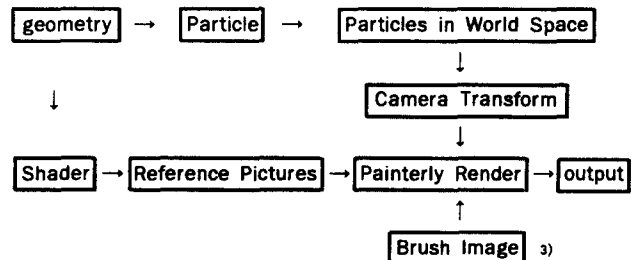 geometry → Particle → Particles in World Space
↓ ↓
Camera Transform
↓
Shader → Reference Pictures → Painterly Render → output
↑
Brush Image 3)